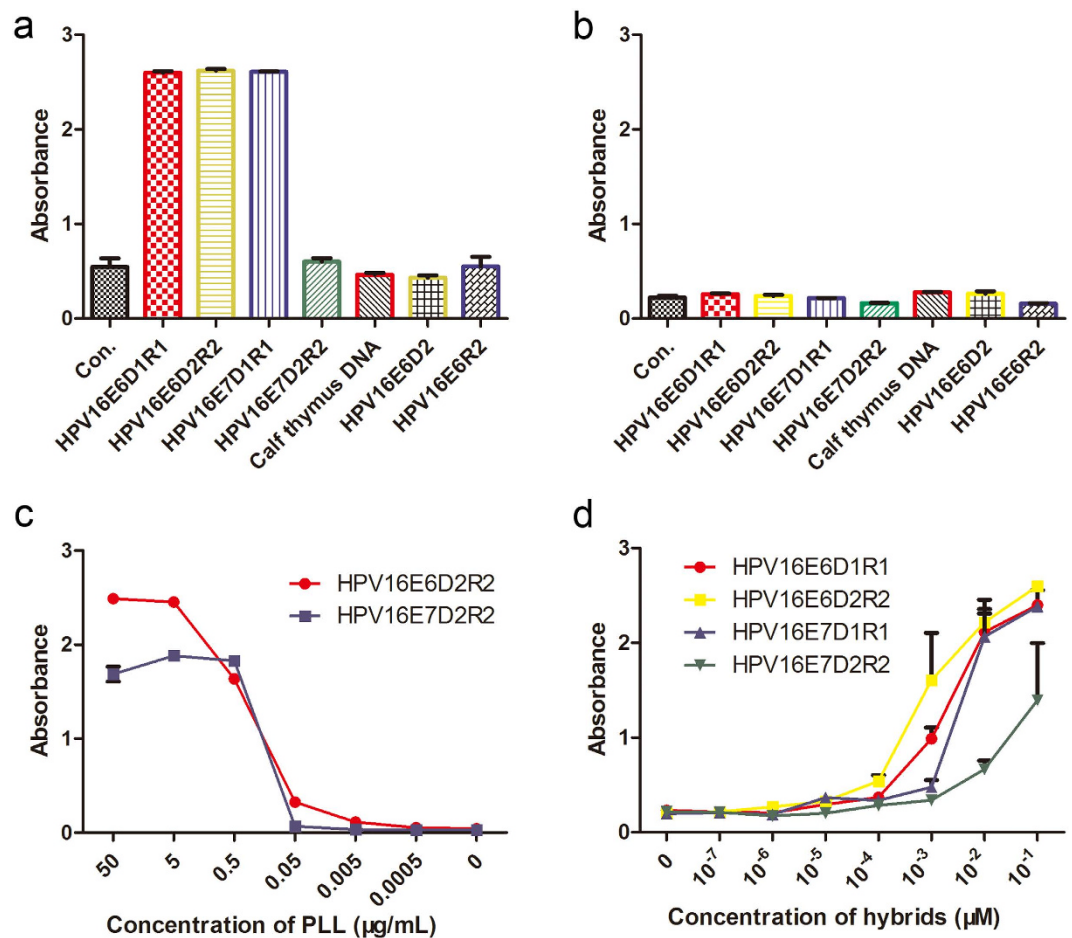 a
3
2
1
0
Absorbance
Con.
HPV16E6D1R1
HPV16E6D2R2
HPV16E7D1R1
HPV16E7D2R2
Calf thymus DNA
HPV16E6D2
HPV16E6R2
b
3
2
1
0
Absorbance
Con.
HPV16E6D1R1
HPV16E6D2R2
HPV16E7D1R1
HPV16E7D2R2
Calf thymus DNA
HPV16E6D2
HPV16E6R2
c
3
2
1
0
Absorbance
HPV16E6D2R2
HPV16E7D2R2
50
5
0.5
0.05
0.005
0.0005
0
Concentration of PLL (µg/mL)
d
3
2
1
0
Absorbance
HPV16E6D1R1
HPV16E6D2R2
HPV16E7D1R1
HPV16E7D2R2
0
10⁻⁷
10⁻⁶
10⁻⁵
10⁻⁴
10⁻³
10⁻²
10⁻¹
Concentration of hybrids (µM)